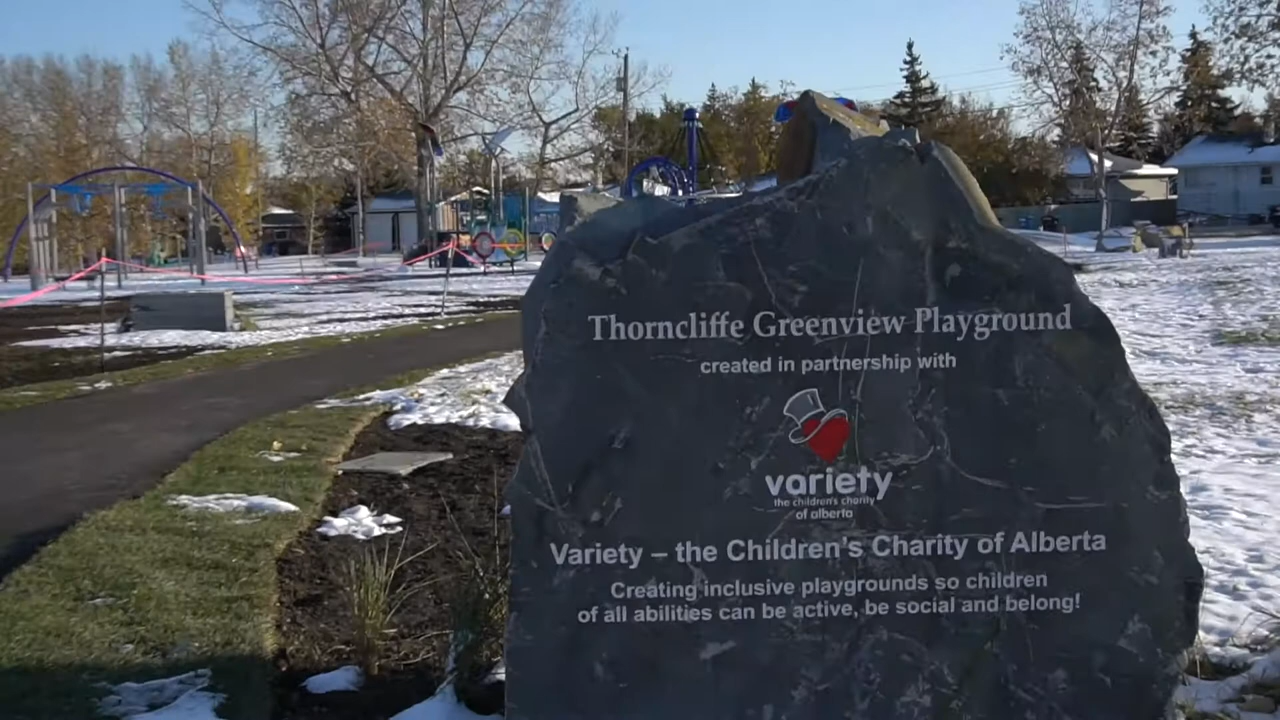 Thorncliffe Greenview Playground
created in partnership with
variety
the children's charity
of alberta
Variety – the Children's Charity of Alberta
Creating inclusive playgrounds so children
of all abilities can be active, be social and belong!